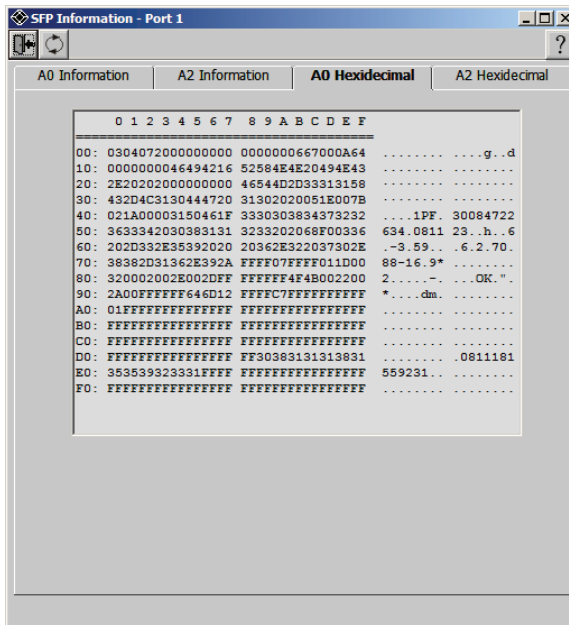 SFP Information - Port 1
?
A0 Information A2 Information A0 Hexidecimal A2 Hexidecimal
0 1 2 3 4 5 6 7 8 9 A B C D E F
==========================================
00: 0304072000000000 0000000667000A64 ........ ....g..d
10: 0000000046494216 52584E4E20494E43 ........ ........
20: 2E20202000000000 46544D2D33313158 ........ ........
30: 432D4C3130444720 31302020051E007B ........ ........
40: 021A00003150461F 3330303834373232 ....1PF. 30084722
50: 3633342030383131 3233202068F00336 634.0811 23..h..6
60: 202D332E35392020 20362E322037302E .-3.59.. .6.2.70.
70: 38382D31362E392A FFFF07FFFF011D00 88-16.9* ........
80: 320002002E002DFF FFFFFF4F4B002200 2.....-. ...OK.".
90: 2A00FFFFFF646D12 FFFFC7FFFFFFFFFF *....dm. ........
A0: 01FFFFFFFFFFFFFF FFFFFFFFFFFFFFFF ........ ........
B0: FFFFFFFFFFFFFFFF FFFFFFFFFFFFFFFF ........ ........
C0: FFFFFFFFFFFFFFFF FFFFFFFFFFFFFFFF ........ ........
D0: FFFFFFFFFFFFFFFF FF30383131313831 ........ .0811181
E0: 353539323331FFFF FFFFFFFFFFFFFFFF 559231.. ........
F0: FFFFFFFFFFFFFFFF FFFFFFFFFFFFFFFF ........ ........